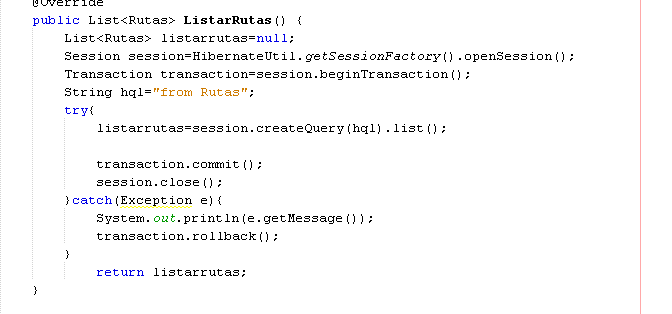 @Override
public List<Rutas> ListarRutas() {
List<Rutas> listarrutas=null;
Session session=HibernateUtil.getSessionFactory().openSession();
Transaction transaction=session.beginTransaction();
String hql="from Rutas";
try{
listarrutas=session.createQuery(hql).list();
transaction.commit();
session.close();
}catch(Exception e){
System.out.println(e.getMessage());
transaction.rollback();
}
return listarrutas;
}